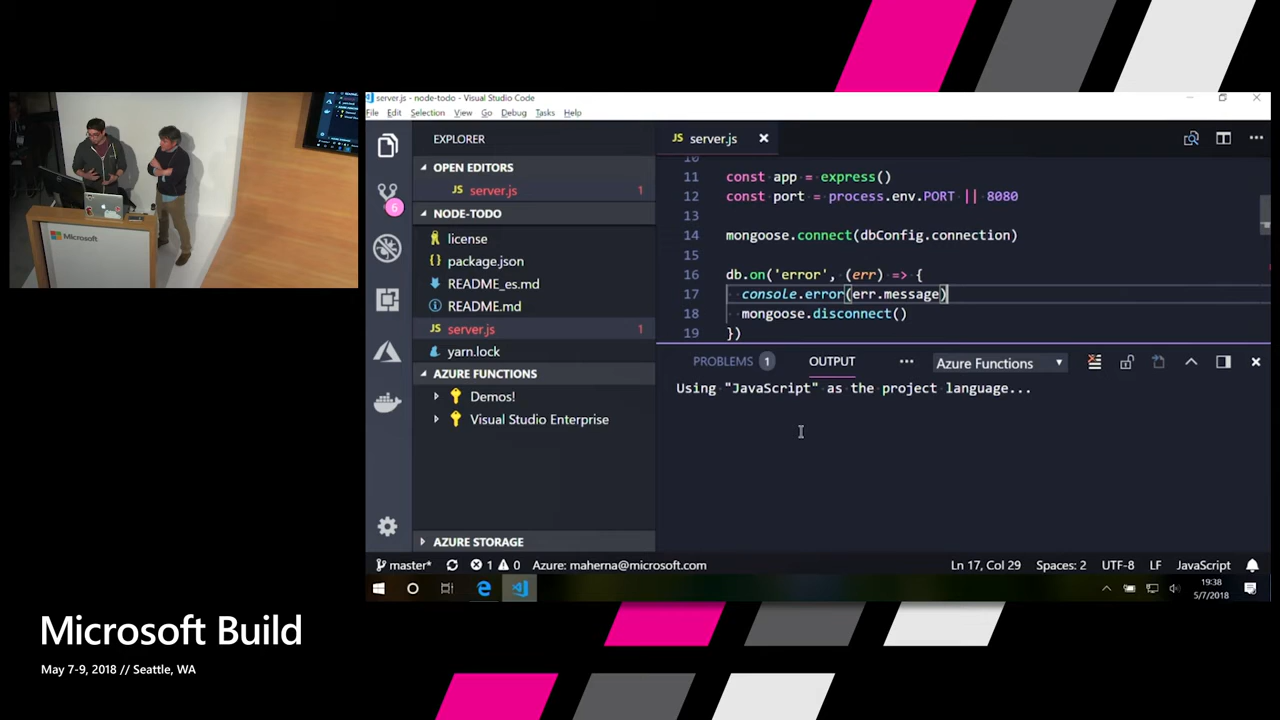 server.js - node-todo - Visual Studio Code
File Edit Selection View Go Debug Tasks Help
EXPLORER
OPEN EDITORS
JS server.js 1
NODE-TODO
license
package.json
README_es.md
README.md
JS server.js 1
yarn.lock
AZURE FUNCTIONS
Demos!
Visual Studio Enterprise
AZURE STORAGE
6
JS server.js
10
11 const app = express()
12 const port = process.env.PORT || 8080
13
14 mongoose.connect(dbConfig.connection)
15
16 db.on('error', (err) => {
17 console.error(err.message)
18 mongoose.disconnect()
19 })
PROBLEMS 1 OUTPUT ••• Azure Functions
Using "JavaScript" as the project language...
master* 1 0 Azure: maherna@microsoft.com Ln 17, Col 29 Spaces: 2 UTF-8 LF JavaScript
19:38
5/7/2018
Microsoft
Microsoft Build
May 7-9, 2018 // Seattle, WA